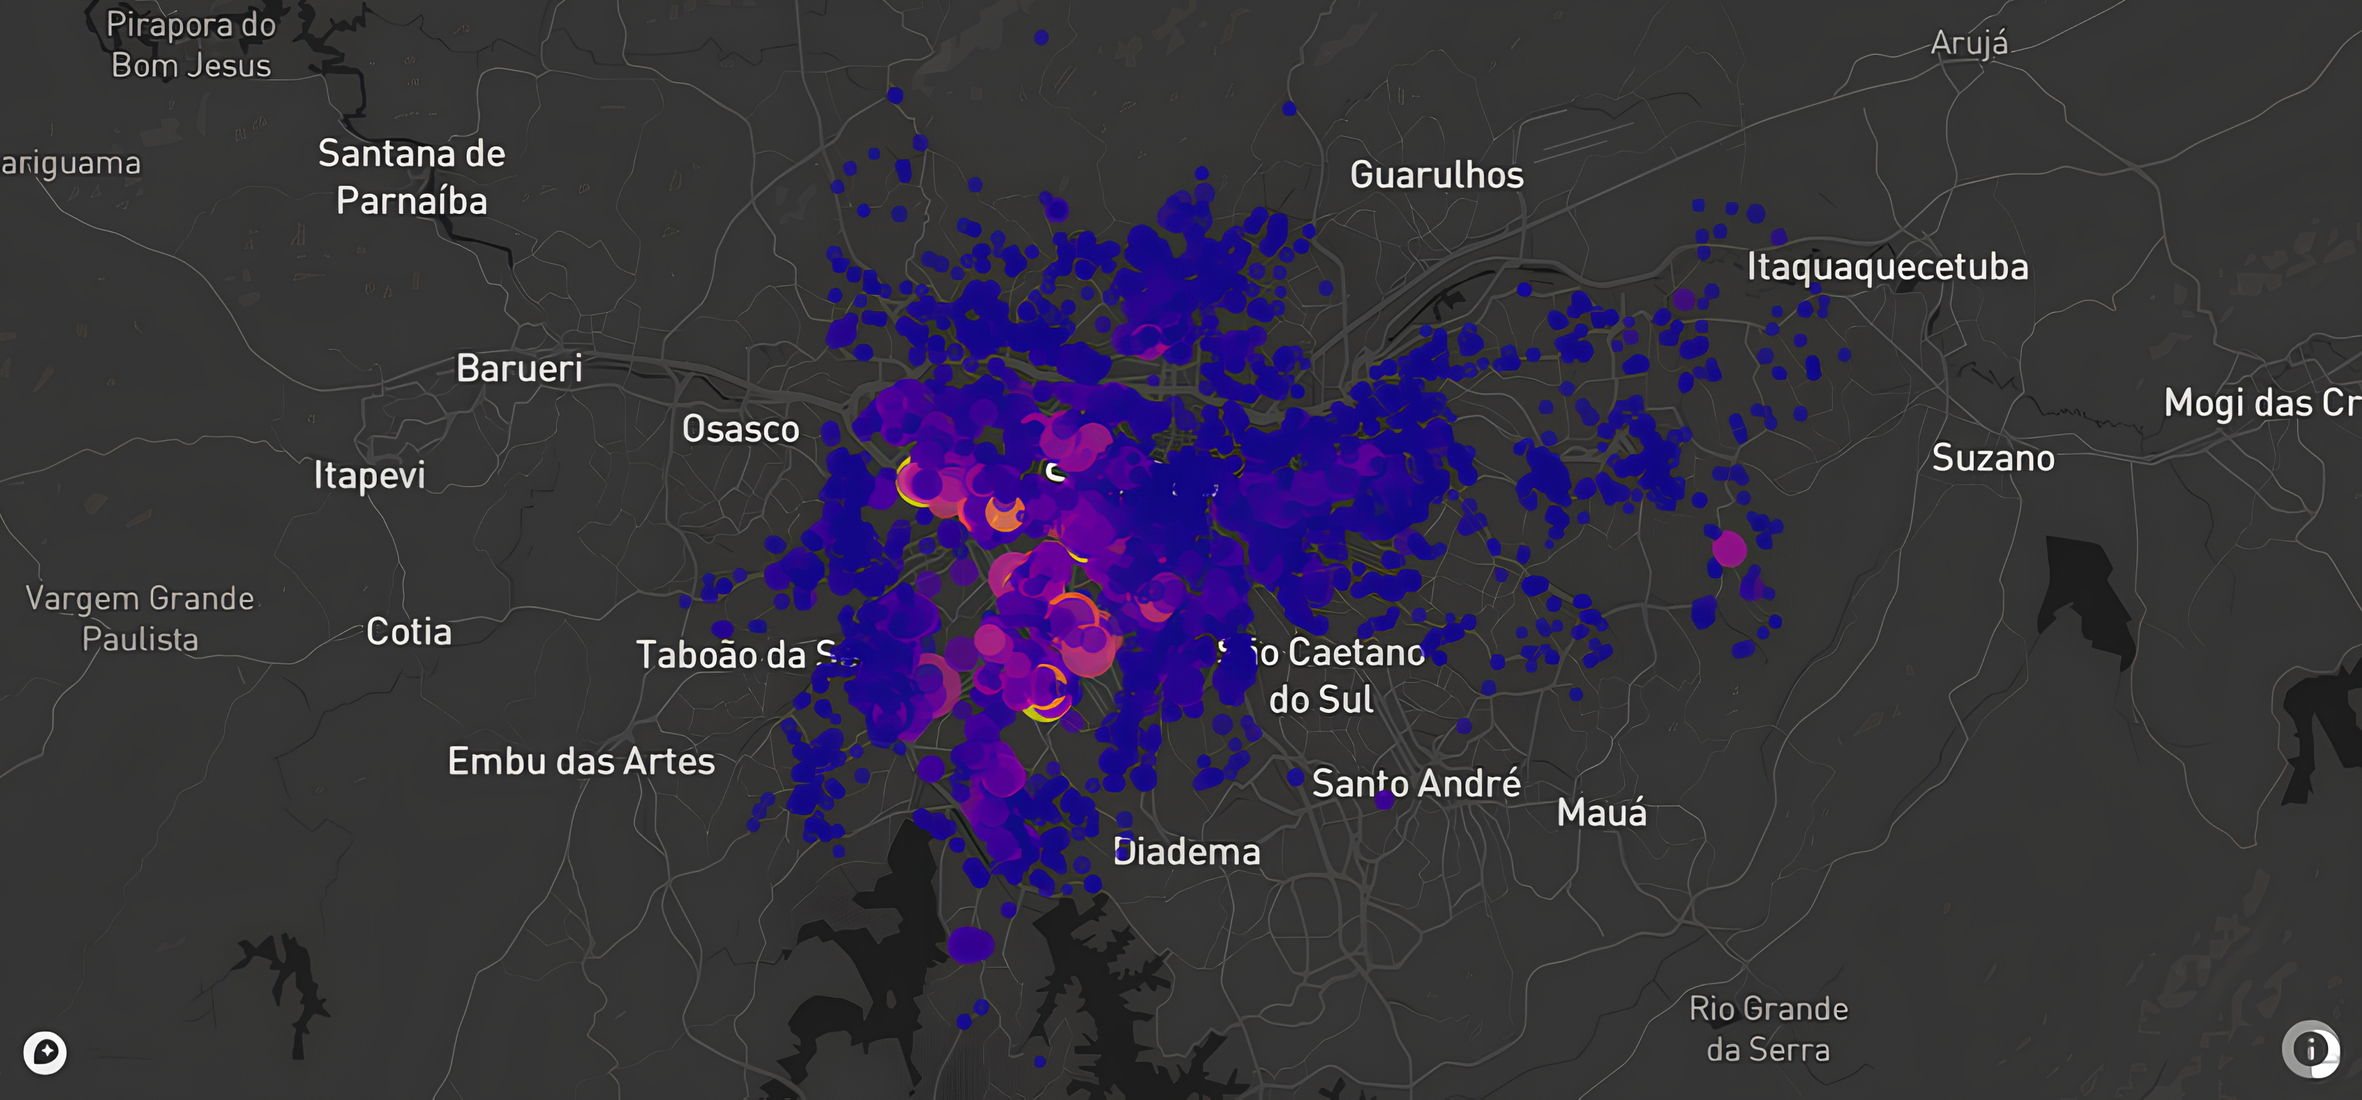 Pirapora do
Bom Jesus
Arujá
Santana de
Parnaíba
ariguama
Guarulhos
Itaquaquecetuba
Barueri
Osasco
Mogi das Cr
Itapevi
Suzano
Vargem Grande
Paulista
Cotia
Taboão da Se
São Caetano
do Sul
Embu das Artes
Santo André
Mauá
Diadema
Rio Grande
da Serra
i